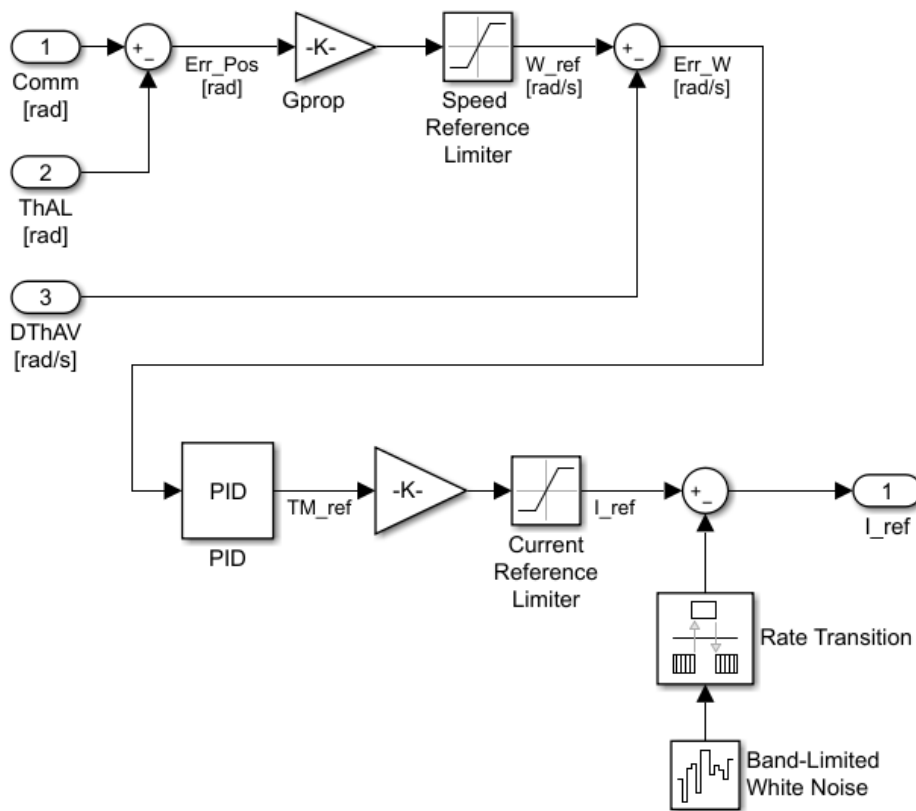 1
Comm
[rad]
+
−
Err_Pos
[rad]
-K-
Gprop
Speed
Reference
Limiter
W_ref
[rad/s]
+
−
Err_W
[rad/s]
2
ThAL
[rad]
3
DThAV
[rad/s]
PID
PID
TM_ref
-K-
Current
Reference
Limiter
I_ref
+
−
1
I_ref
Rate Transition
Band-Limited
White Noise